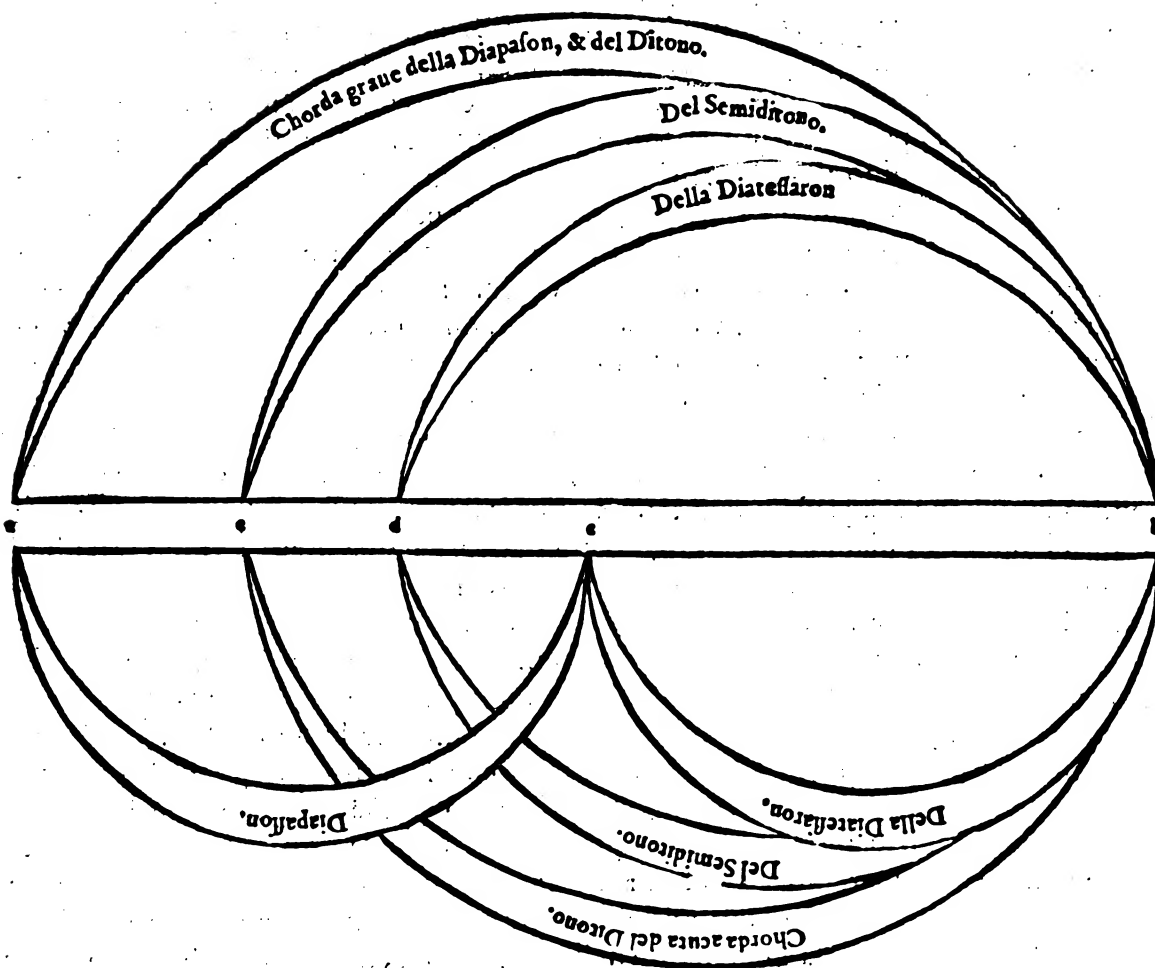 Chorda graue della Diapaſon, & del Ditono.
Del Semiditono.
Della Diateſſaron
a e d c
Diapaſſon.
Della Diateſſaron.
Del Semiditono.
Chorda acuta del Ditono.